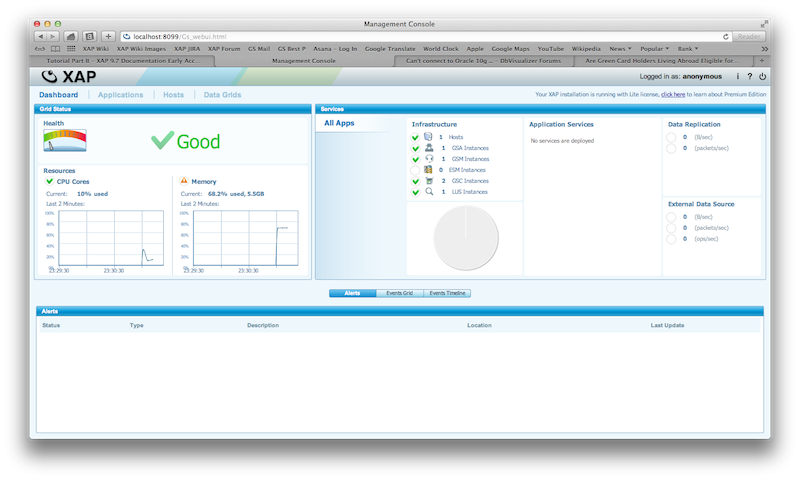 Management Console
localhost:8099/Gs_webui.html
Reader
XAP Wiki XAP Wiki Images XAP JIRA XAP Forum GS Mail GS Best P Asana – Log In Google Translate World Clock Apple Google Maps YouTube Wikipedia News Popular Bank
Tutorial Part II – XAP 9.7 Documentation Early Acc... Management Console Can't connect to Oracle 10g ... – DbVisualizer Forums Are Green Card Holders Living Abroad Eligible for...
XAP
Logged in as: anonymous i ?
Dashboard Applications Hosts Data Grids
Your XAP installation is running with Lite license, click here to learn about Premium Edition
Grid Status
Health
Good
Resources
CPU Cores
Current: 10% used
Last 2 Minutes:
100%
80%
60%
40%
20%
0%
23:29:30 23:30:30
Memory
Current: 68.2% used, 5.5GB
Last 2 Minutes:
100%
80%
60%
40%
20%
0%
23:29:30 23:30:30
Services
All Apps
Infrastructure
1 Hosts
1 GSA Instances
1 GSM Instances
0 ESM Instances
2 GSC Instances
1 LUS Instances
Application Services
No services are deployed
Data Replication
0 (B/sec)
0 (packets/sec)
External Data Source
0 (B/sec)
0 (packets/sec)
0 (ops/sec)
Alerts Events Grid Events Timeline
Alerts
Status Type Description Location Last Update